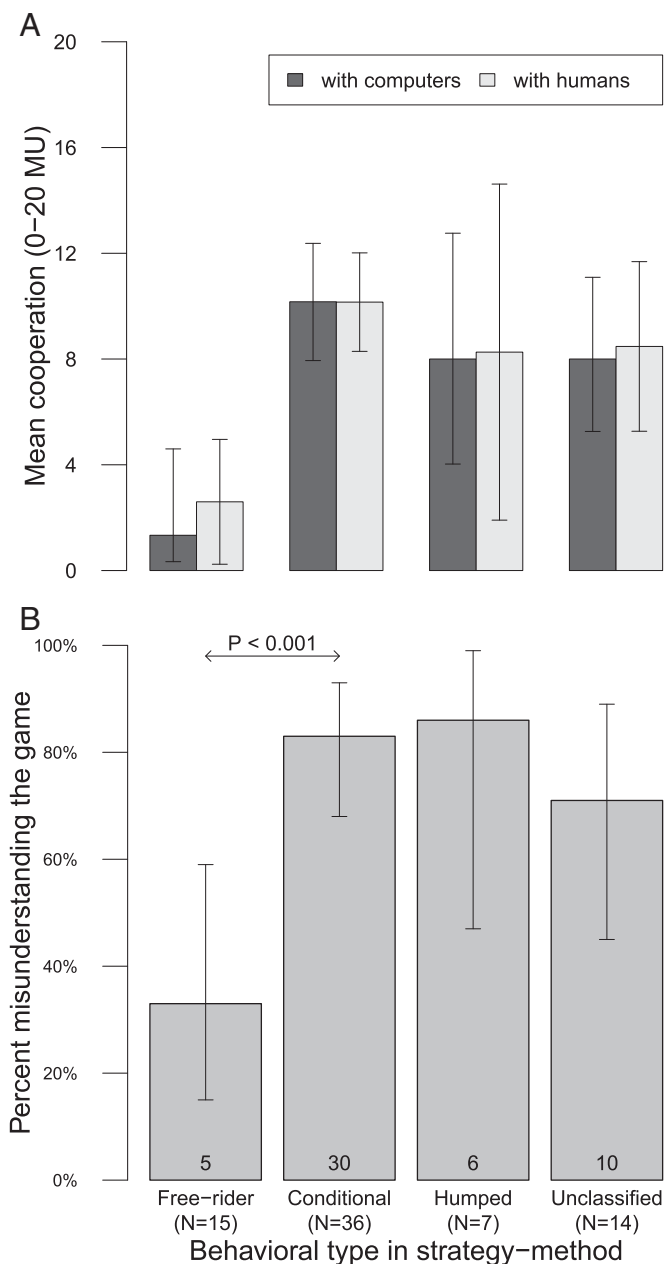 A
20
with computers with humans
16
12
8
4
0
Mean cooperation (0−20 MU)
B
100%
P < 0.001
80%
60%
40%
20%
0%
Percent misunderstanding the game
5 30 6 10
Free−rider Conditional Humped Unclassified
(N=15) (N=36) (N=7) (N=14)
Behavioral type in strategy−method